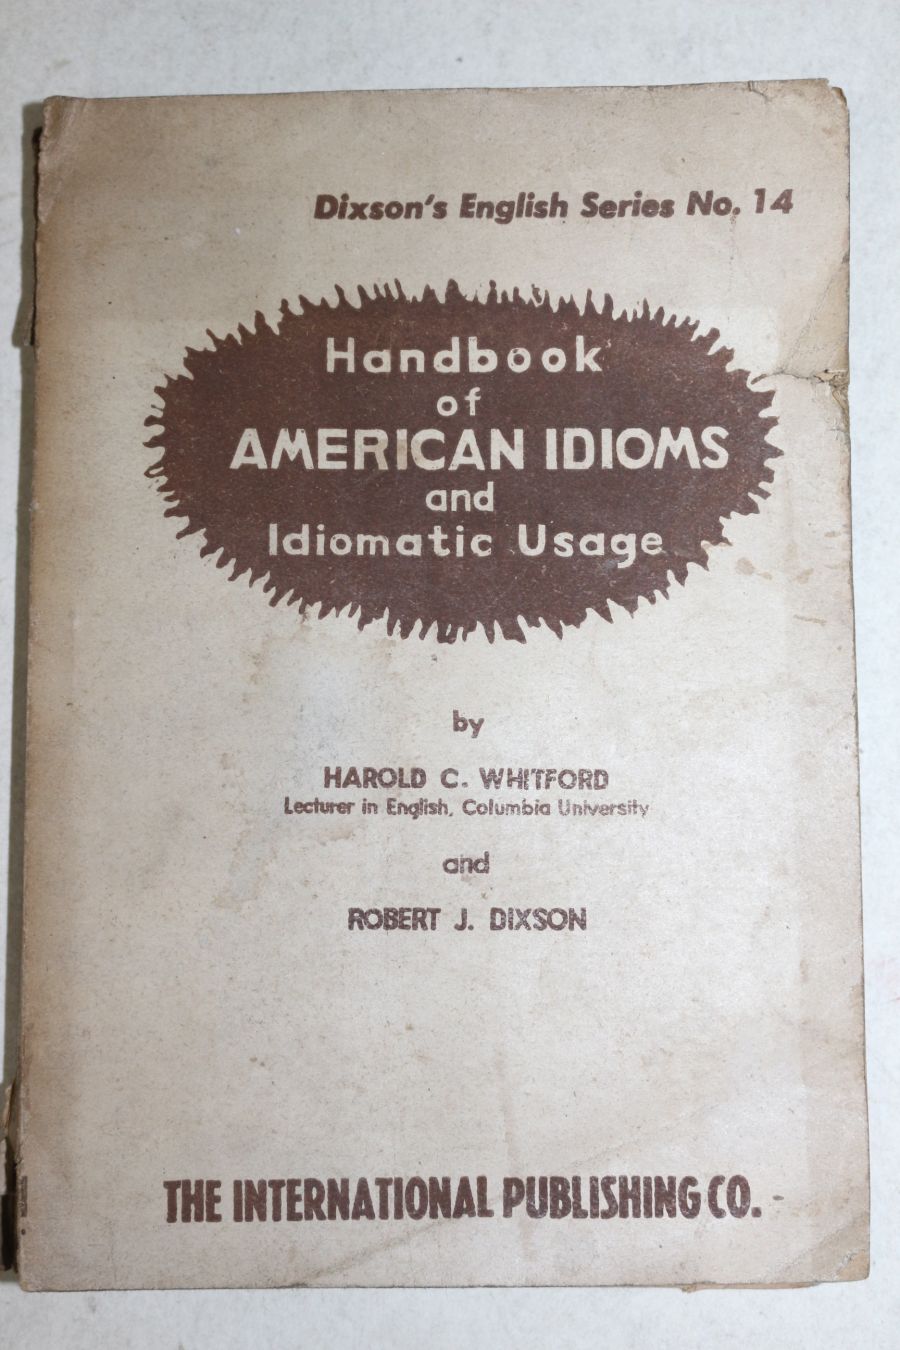 Dixson's English Series No. 14
Handbook
of
AMERICAN IDIOMS
and
Idiomatic Usage
by
HAROLD C. WHITFORD
Lecturer in English, Columbia University
and
ROBERT J. DIXSON
THE INTERNATIONAL PUBLISHING CO.